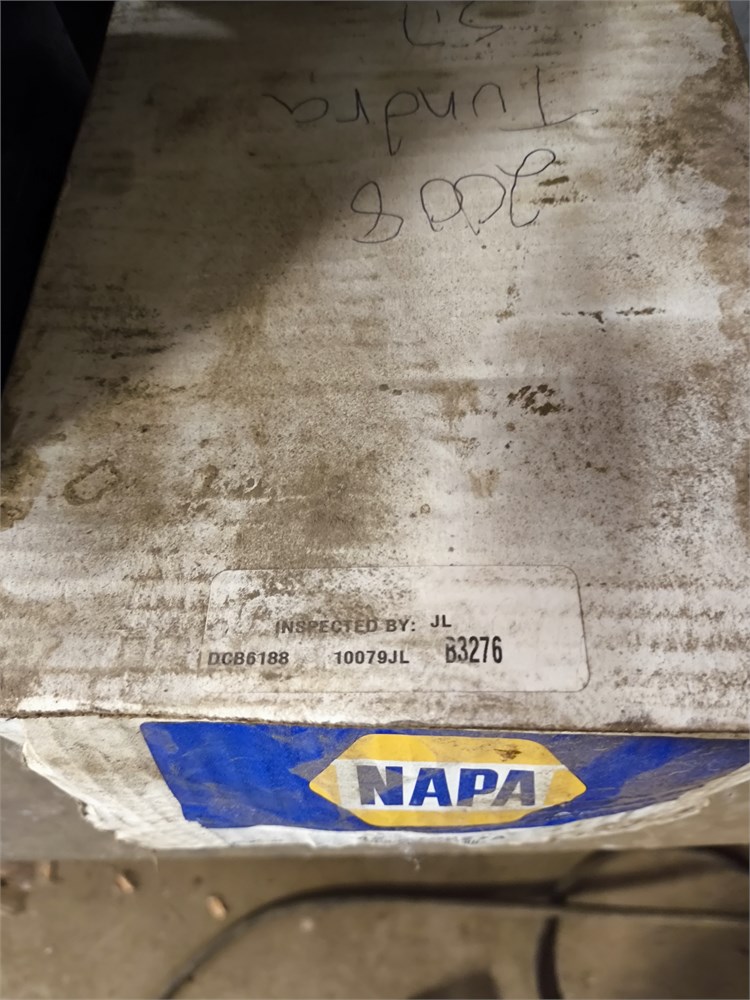 2008
Tundra
INSPECTED BY: JL
DCB6188 10079JL B3276
NAPA